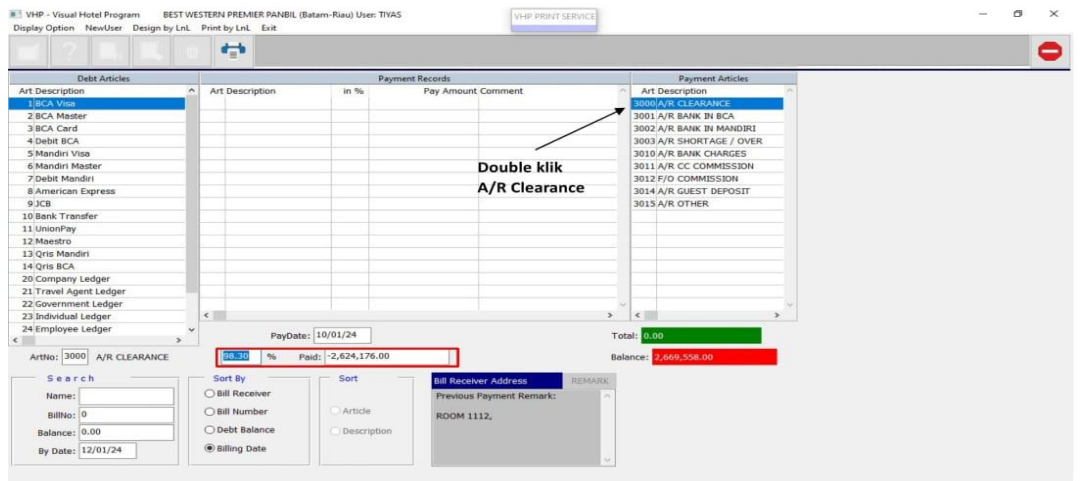 VHP - Visual Hotel Program BEST WESTERN PREMIER PANBIL (Batam-Riau) User: TIYAS
VHP PRINT SERVICE
Display Option NewUser Design by LnL Print by LnL Exit
Debt Articles
Art Description
1 BCA Visa
2 BCA Master
3 BCA Card
4 Debit BCA
5 Mandiri Visa
6 Mandiri Master
7 Debit Mandiri
8 American Express
9 JCB
10 Bank Transfer
11 UnionPay
12 Maestro
13 Qris Mandiri
14 Qris BCA
20 Company Ledger
21 Travel Agent Ledger
22 Government Ledger
23 Individual Ledger
24 Employee Ledger
Payment Records
Art Description in % Pay Amount Comment
Double klik
A/R Clearance
Payment Articles
Art Description
3000 A/R CLEARANCE
3001 A/R BANK IN BCA
3002 A/R BANK IN MANDIRI
3003 A/R SHORTAGE / OVER
3010 A/R BANK CHARGES
3011 A/R CC COMMISSION
3012 F/O COMMISSION
3014 A/R GUEST DEPOSIT
3015 A/R OTHER
PayDate: 10/01/24
Total: 0.00
ArtNo: 3000 A/R CLEARANCE
98.30 % Paid: -2,624,176.00
Balance: 2,669,558.00
Search
Name:
BillNo: 0
Balance: 0.00
By Date: 12/01/24
Sort By
Bill Receiver
Bill Number
Debt Balance
Billing Date
Sort
Article
Description
Bill Receiver Address REMARK
Previous Payment Remark:
ROOM 1112,